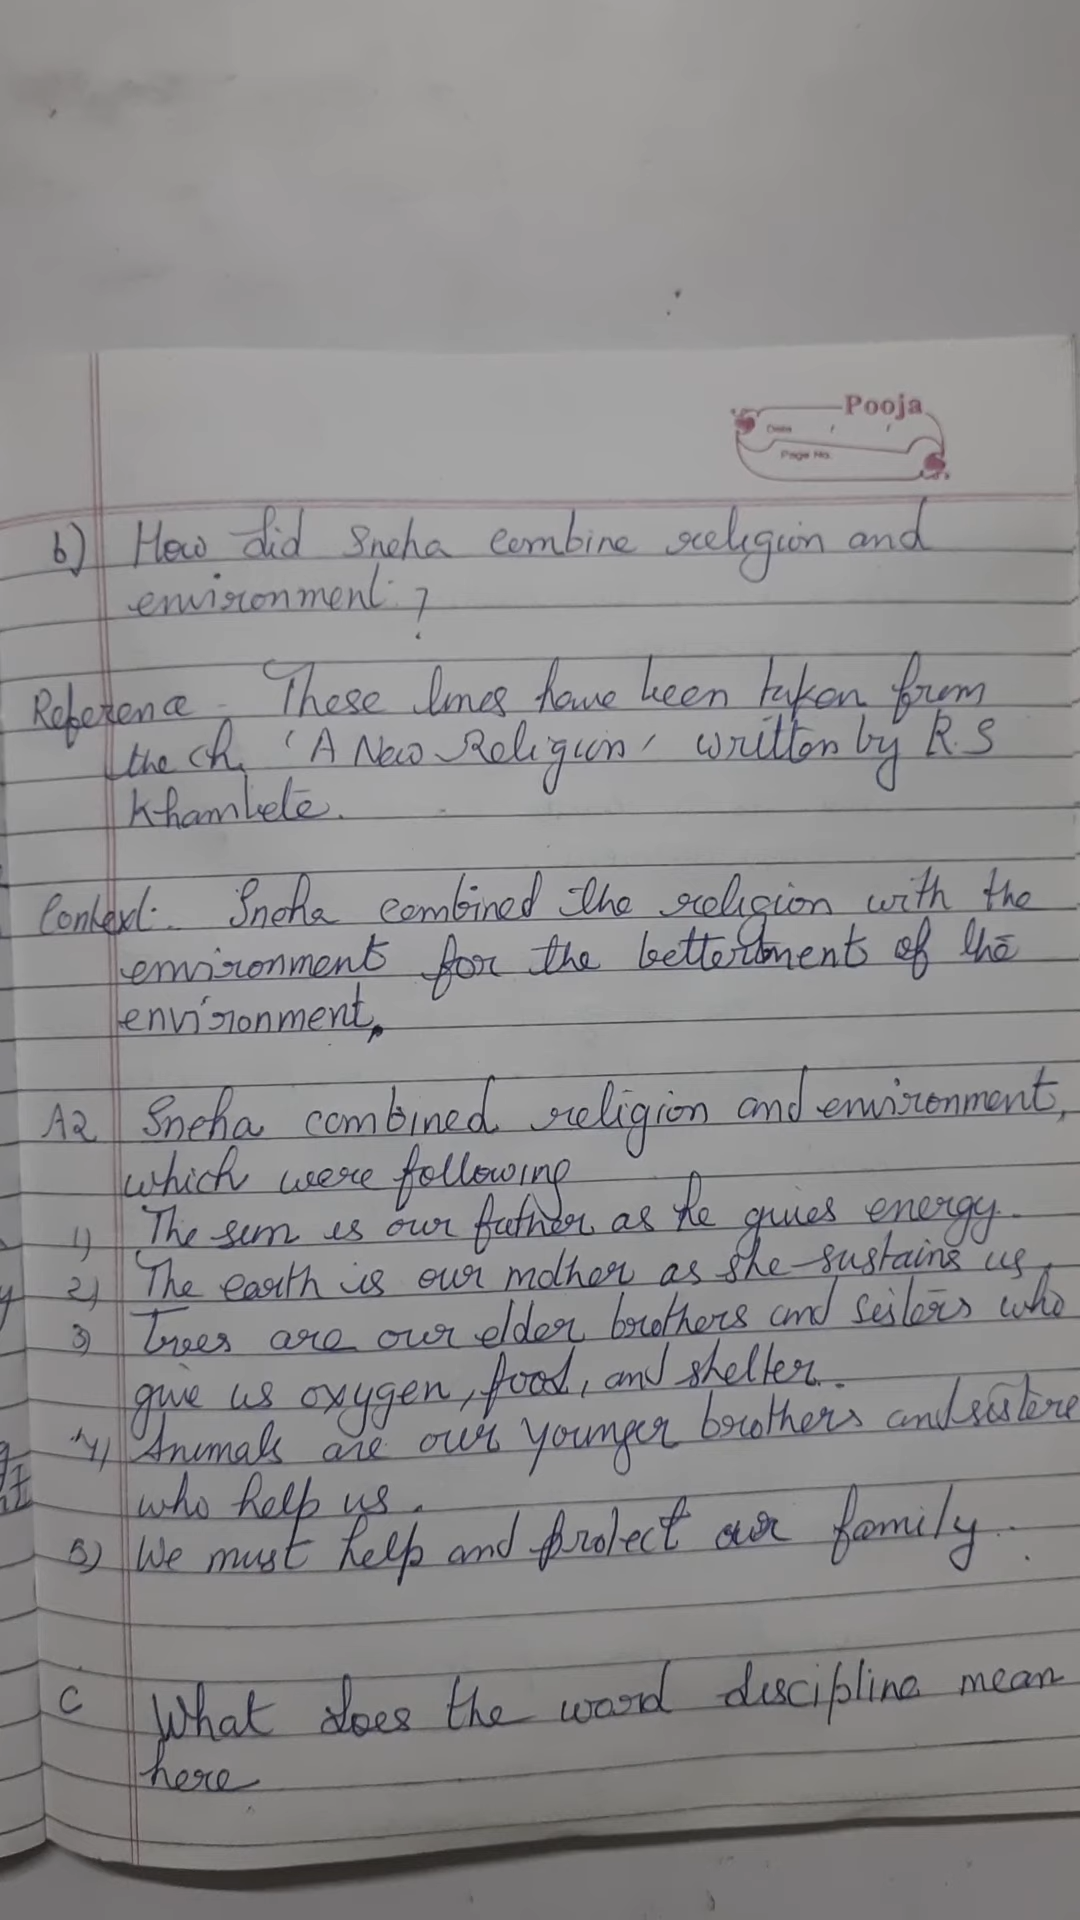 Pooja
Date / /
Page No.
b) How did Sneha combine religion and
environment ?
Reference - These lines have been taken from
the ch, 'A New Religion' written by R.S
Khambete.
Context:- Sneha combined the religion with the
environment for the betterment of the
environment.
A2 Sneha combined religion and environment,
which were following
1) The sun is our father as he gives energy.
2) The earth is our mother as she sustains us.
3) Trees are our elder brothers and sisters who
give us oxygen, food, and shelter.
4) Animals are our younger brothers and sisters
who help us.
5) We must help and protect our family.
C What does the word discipline mean
here